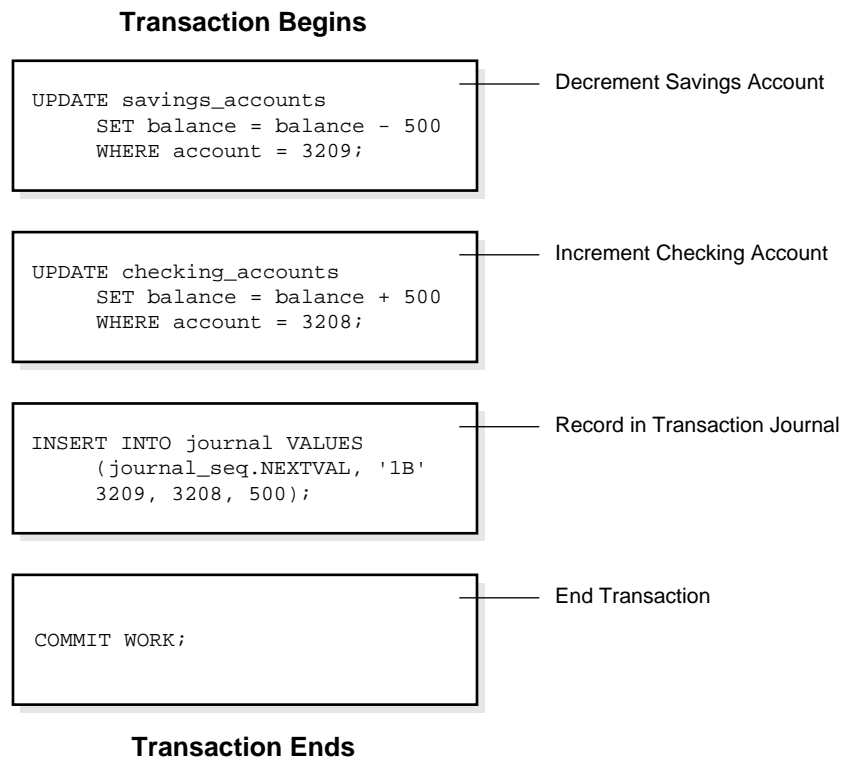 Transaction Begins
UPDATE savings_accounts
SET balance = balance - 500
WHERE account = 3209;
Decrement Savings Account
UPDATE checking_accounts
SET balance = balance + 500
WHERE account = 3208;
Increment Checking Account
INSERT INTO journal VALUES
(journal_seq.NEXTVAL, '1B'
3209, 3208, 500);
Record in Transaction Journal
COMMIT WORK;
End Transaction
Transaction Ends